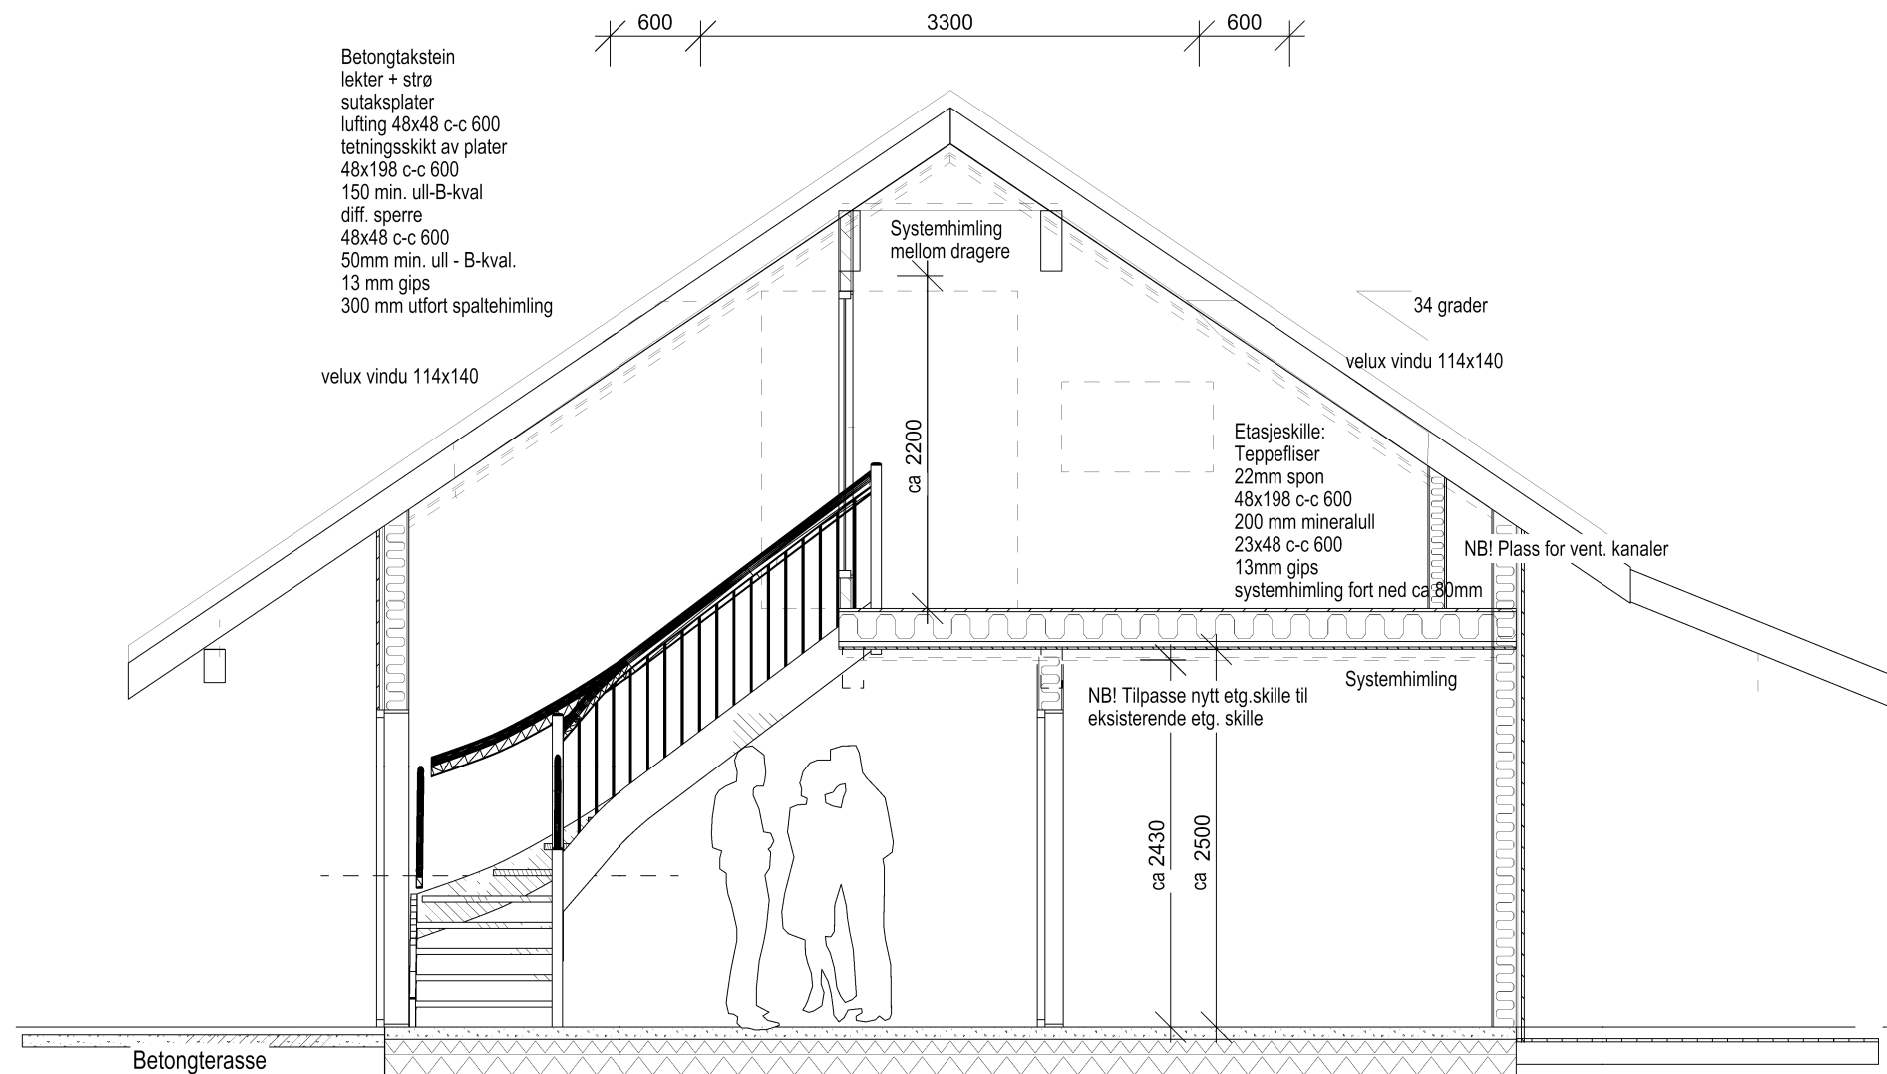 600
3300
600
Betongtakstein
lekter + strø
sutaksplater
lufting 48x48 c-c 600
tetningsskikt av plater
48x198 c-c 600
150 min. ull-B-kval
diff. sperre
48x48 c-c 600
50mm min. ull - B-kval.
13 mm gips
300 mm utfort spaltehimling
velux vindu 114x140
Systemhimling
mellom dragere
34 grader
velux vindu 114x140
ca 2200
Etasjeskille:
Teppefliser
22mm spon
48x198 c-c 600
200 mm mineralull
23x48 c-c 600
13mm gips
systemhimling fort ned ca 80mm
NB! Plass for vent. kanaler
Systemhimling
NB! Tilpasse nytt etg.skille til
eksisterende etg. skille
ca 2430
ca 2500
Betongterasse